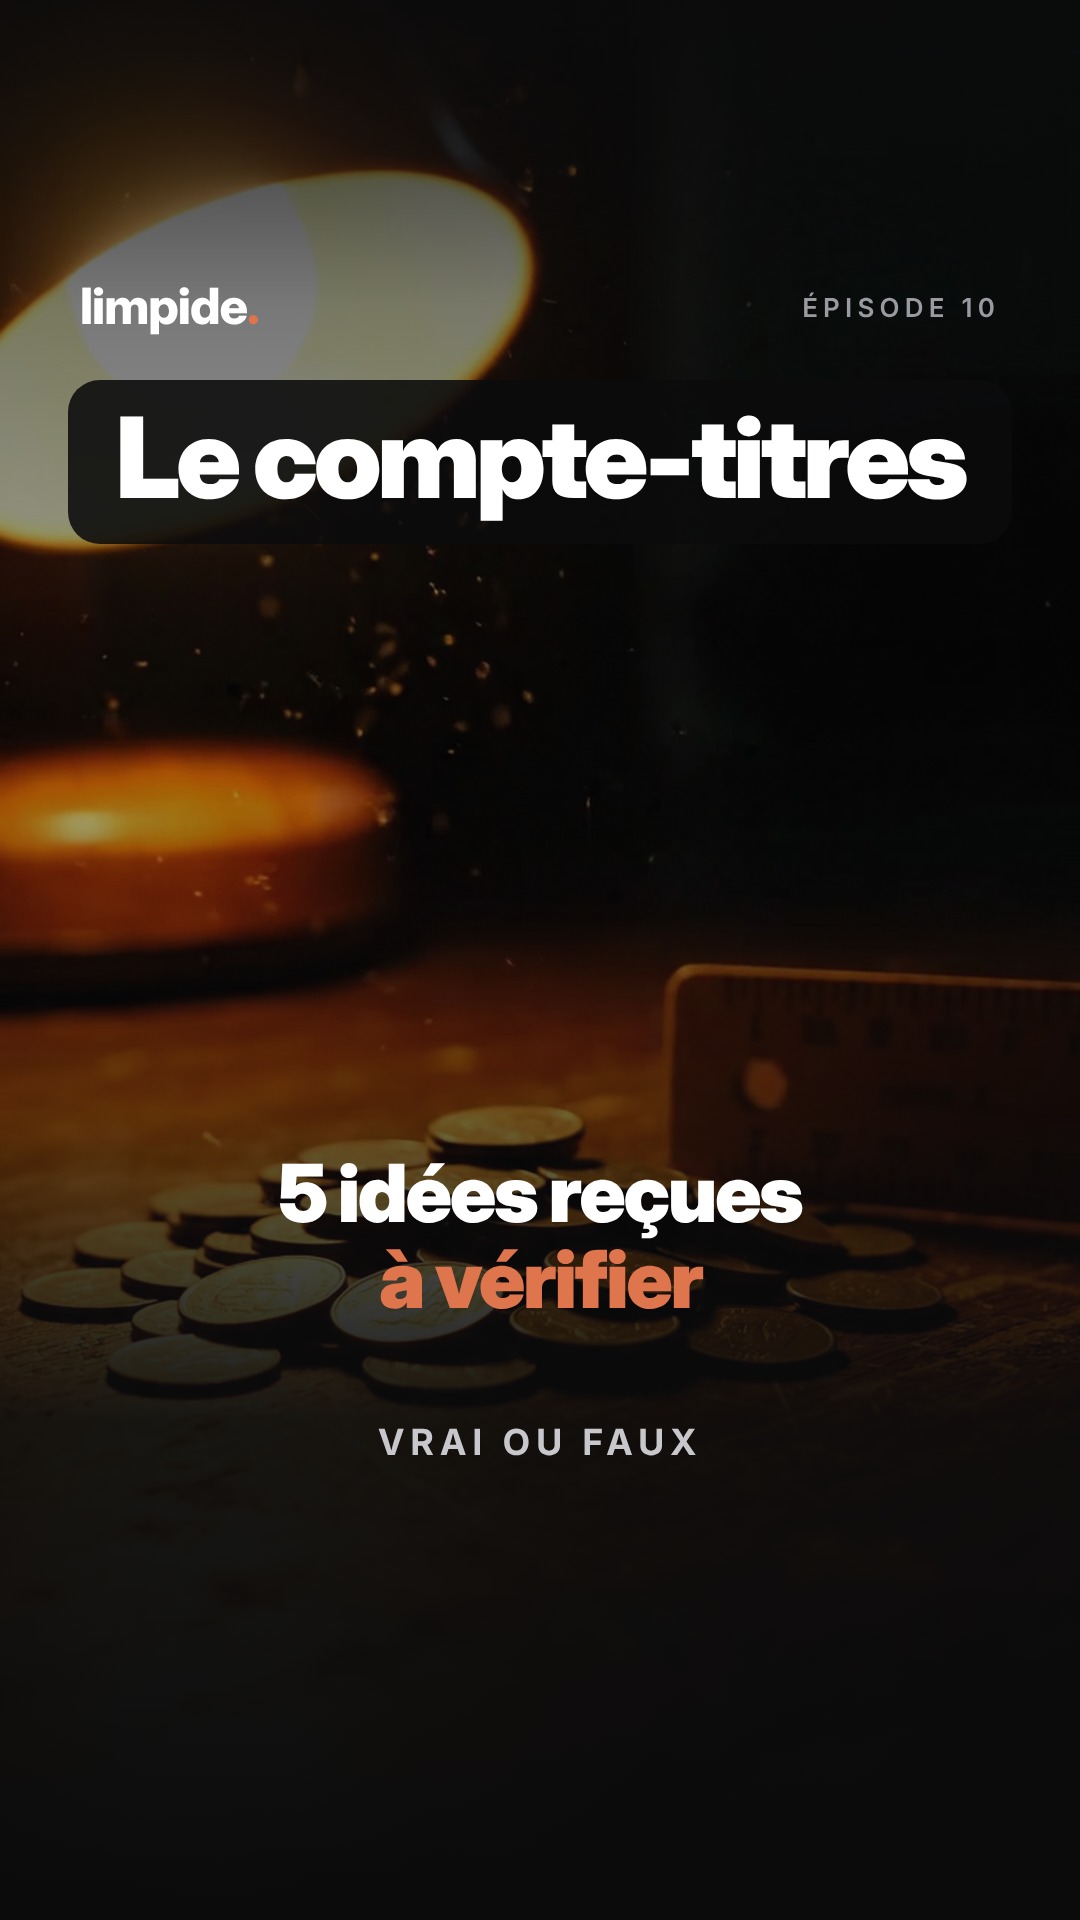 limpide.
ÉPISODE 10
Le compte-titres
5 idées reçues
à vérifier
VRAI OU FAUX